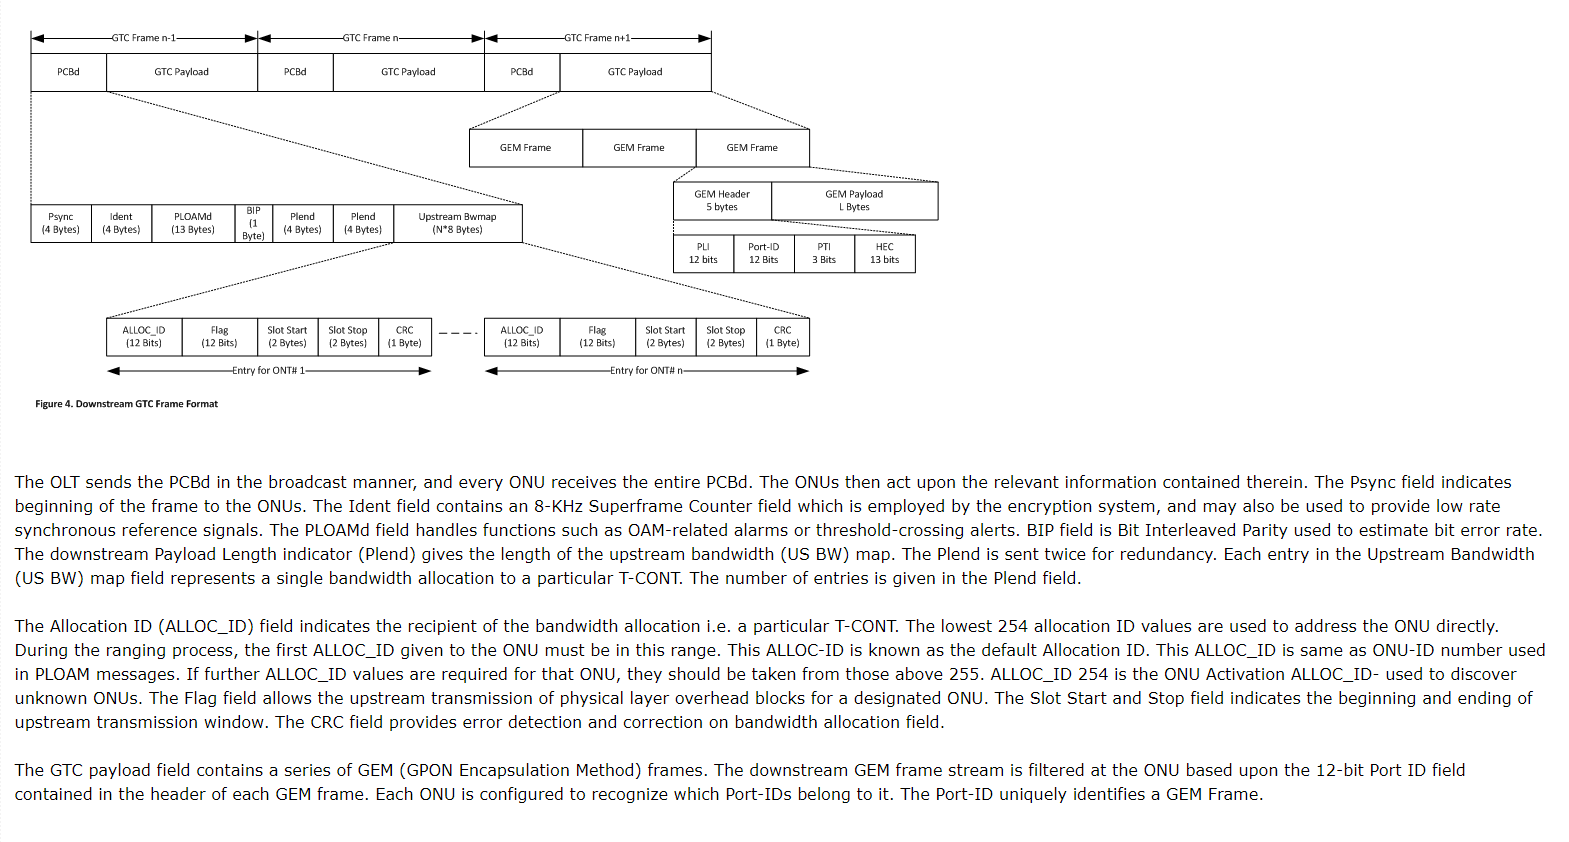 GTC Frame n-1 GTC Frame n GTC Frame n+1
PCBd GTC Payload PCBd GTC Payload PCBd GTC Payload
GEM Frame GEM Frame GEM Frame
GEM Header GEM Payload
5 bytes L Bytes
Psync Ident PLOAMd BIP Plend Plend Upstream Bwmap
(4 Bytes) (4 Bytes) (13 Bytes) (1 Byte) (4 Bytes) (4 Bytes) (N*8 Bytes)
PLI Port-ID PTI HEC
12 bits 12 Bits 3 Bits 13 bits
ALLOC_ID Flag Slot Start Slot Stop CRC ALLOC_ID Flag Slot Start Slot Stop CRC
(12 Bits) (12 Bits) (2 Bytes) (2 Bytes) (1 Byte) (12 Bits) (12 Bits) (2 Bytes) (2 Bytes) (1 Byte)
Entry for ONT# 1 Entry for ONT# n
Figure 4. Downstream GTC Frame Format
The OLT sends the PCBd in the broadcast manner, and every ONU receives the entire PCBd. The ONUs then act upon the relevant information contained therein. The Psync field indicates
beginning of the frame to the ONUs. The Ident field contains an 8-KHz Superframe Counter field which is employed by the encryption system, and may also be used to provide low rate
synchronous reference signals. The PLOAMd field handles functions such as OAM-related alarms or threshold-crossing alerts. BIP field is Bit Interleaved Parity used to estimate bit error rate.
The downstream Payload Length indicator (Plend) gives the length of the upstream bandwidth (US BW) map. The Plend is sent twice for redundancy. Each entry in the Upstream Bandwidth
(US BW) map field represents a single bandwidth allocation to a particular T-CONT. The number of entries is given in the Plend field.
The Allocation ID (ALLOC_ID) field indicates the recipient of the bandwidth allocation i.e. a particular T-CONT. The lowest 254 allocation ID values are used to address the ONU directly.
During the ranging process, the first ALLOC_ID given to the ONU must be in this range. This ALLOC-ID is known as the default Allocation ID. This ALLOC_ID is same as ONU-ID number used
in PLOAM messages. If further ALLOC_ID values are required for that ONU, they should be taken from those above 255. ALLOC_ID 254 is the ONU Activation ALLOC_ID- used to discover
unknown ONUs. The Flag field allows the upstream transmission of physical layer overhead blocks for a designated ONU. The Slot Start and Stop field indicates the beginning and ending of
upstream transmission window. The CRC field provides error detection and correction on bandwidth allocation field.
The GTC payload field contains a series of GEM (GPON Encapsulation Method) frames. The downstream GEM frame stream is filtered at the ONU based upon the 12-bit Port ID field
contained in the header of each GEM frame. Each ONU is configured to recognize which Port-IDs belong to it. The Port-ID uniquely identifies a GEM Frame.